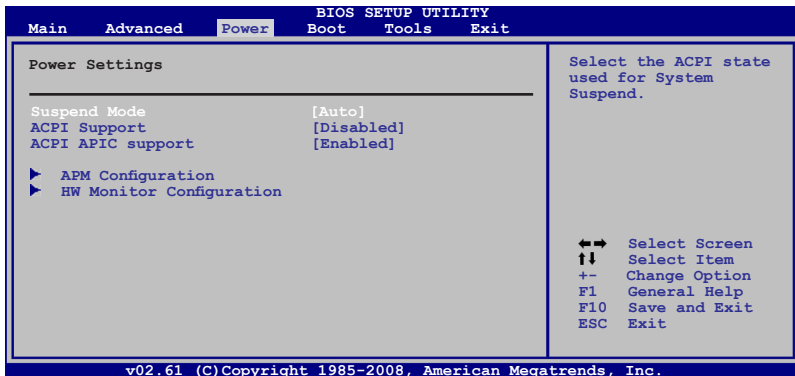 BIOS SETUP UTILITY
Main Advanced Power Boot Tools Exit
Power Settings
Suspend Mode [Auto]
ACPI Support [Disabled]
ACPI APIC support [Enabled]
APM Configuration
HW Monitor Configuration
Select the ACPI state
used for System
Suspend.
←→ Select Screen
↑↓ Select Item
+- Change Option
F1 General Help
F10 Save and Exit
ESC Exit
v02.61 (C)Copyright 1985-2008, American Megatrends, Inc.